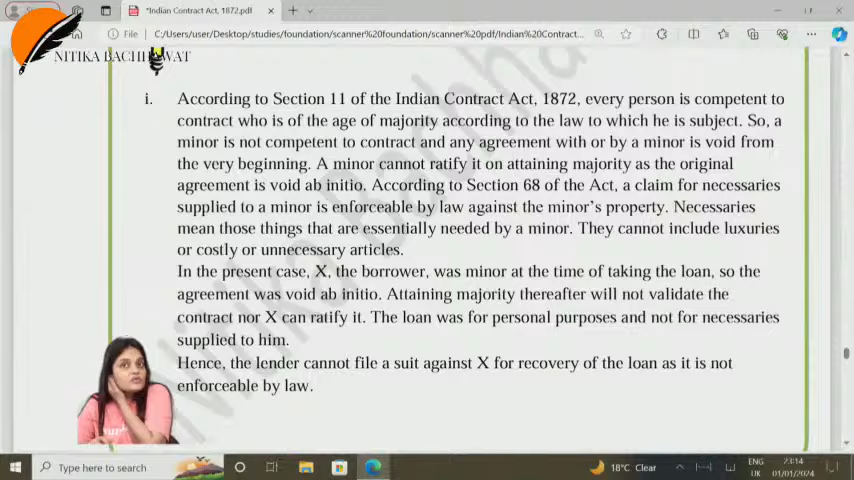 *Indian Contract Act, 1872.pdf
File
C:/Users/user/Desktop/studies/foundation/scanner%20foundation/scanner%20pdf/Indian%20Contract...
NITIKA BACHHAWAT
i. According to Section 11 of the Indian Contract Act, 1872, every person is competent to
contract who is of the age of majority according to the law to which he is subject. So, a
minor is not competent to contract and any agreement with or by a minor is void from
the very beginning. A minor cannot ratify it on attaining majority as the original
agreement is void ab initio. According to Section 68 of the Act, a claim for necessaries
supplied to a minor is enforceable by law against the minor's property. Necessaries
mean those things that are essentially needed by a minor. They cannot include luxuries
or costly or unnecessary articles.
In the present case, X, the borrower, was minor at the time of taking the loan, so the
agreement was void ab initio. Attaining majority thereafter will not validate the
contract nor X can ratify it. The loan was for personal purposes and not for necessaries
supplied to him.
Hence, the lender cannot file a suit against X for recovery of the loan as it is not
enforceable by law.
Nitika Bachhawat
Type here to search
18°C Clear
ENG
UK
23:14
01/01/2024